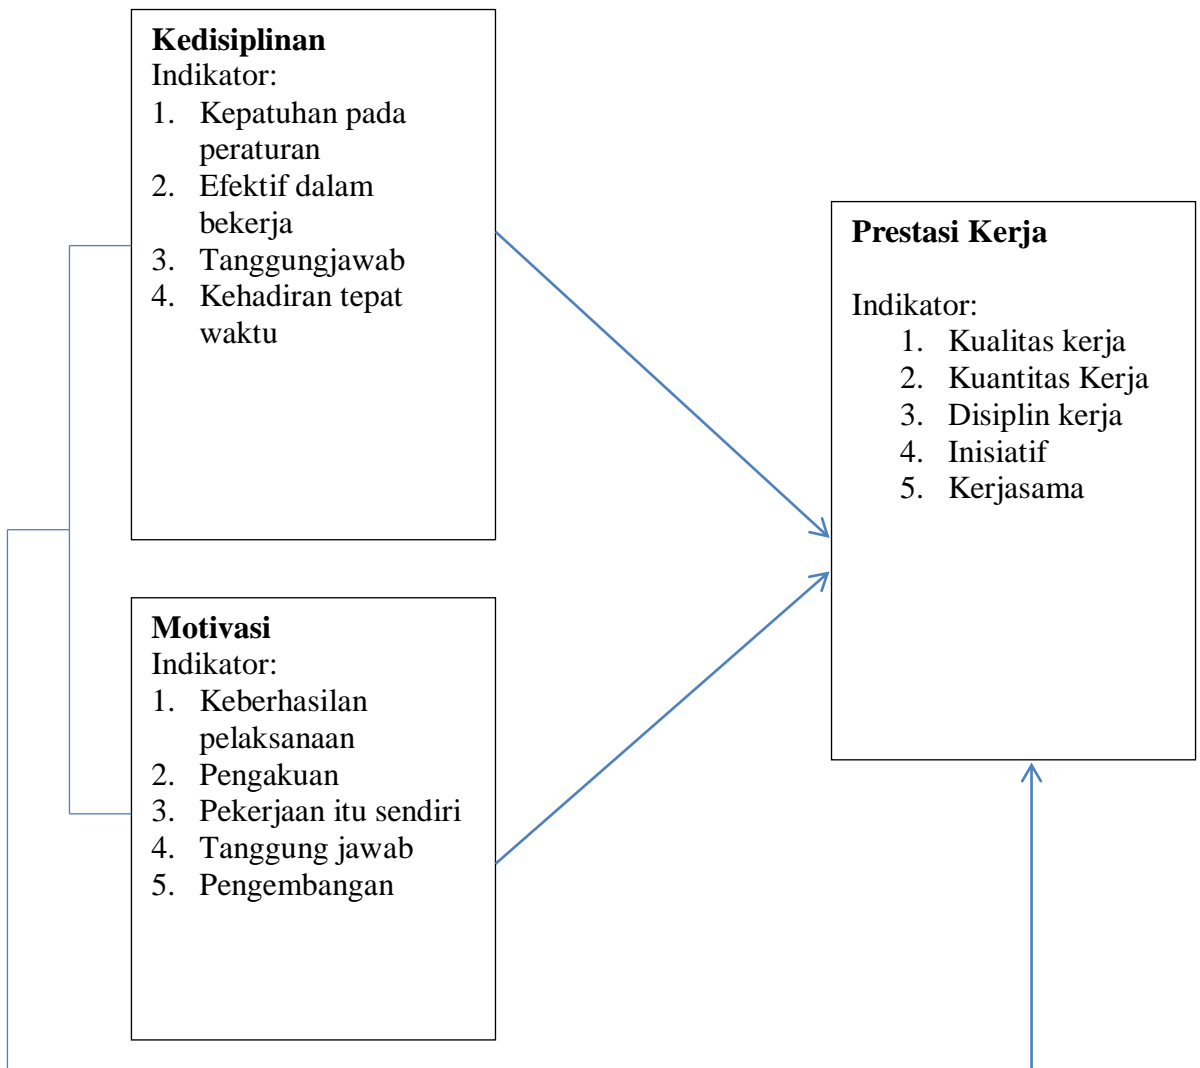 Kedisiplinan
Indikator:
1. Kepatuhan pada
peraturan
2. Efektif dalam
bekerja
3. Tanggungjawab
4. Kehadiran tepat
waktu
Motivasi
Indikator:
1. Keberhasilan
pelaksanaan
2. Pengakuan
3. Pekerjaan itu sendiri
4. Tanggung jawab
5. Pengembangan
Prestasi Kerja
Indikator:
1. Kualitas kerja
2. Kuantitas Kerja
3. Disiplin kerja
4. Inisiatif
5. Kerjasama